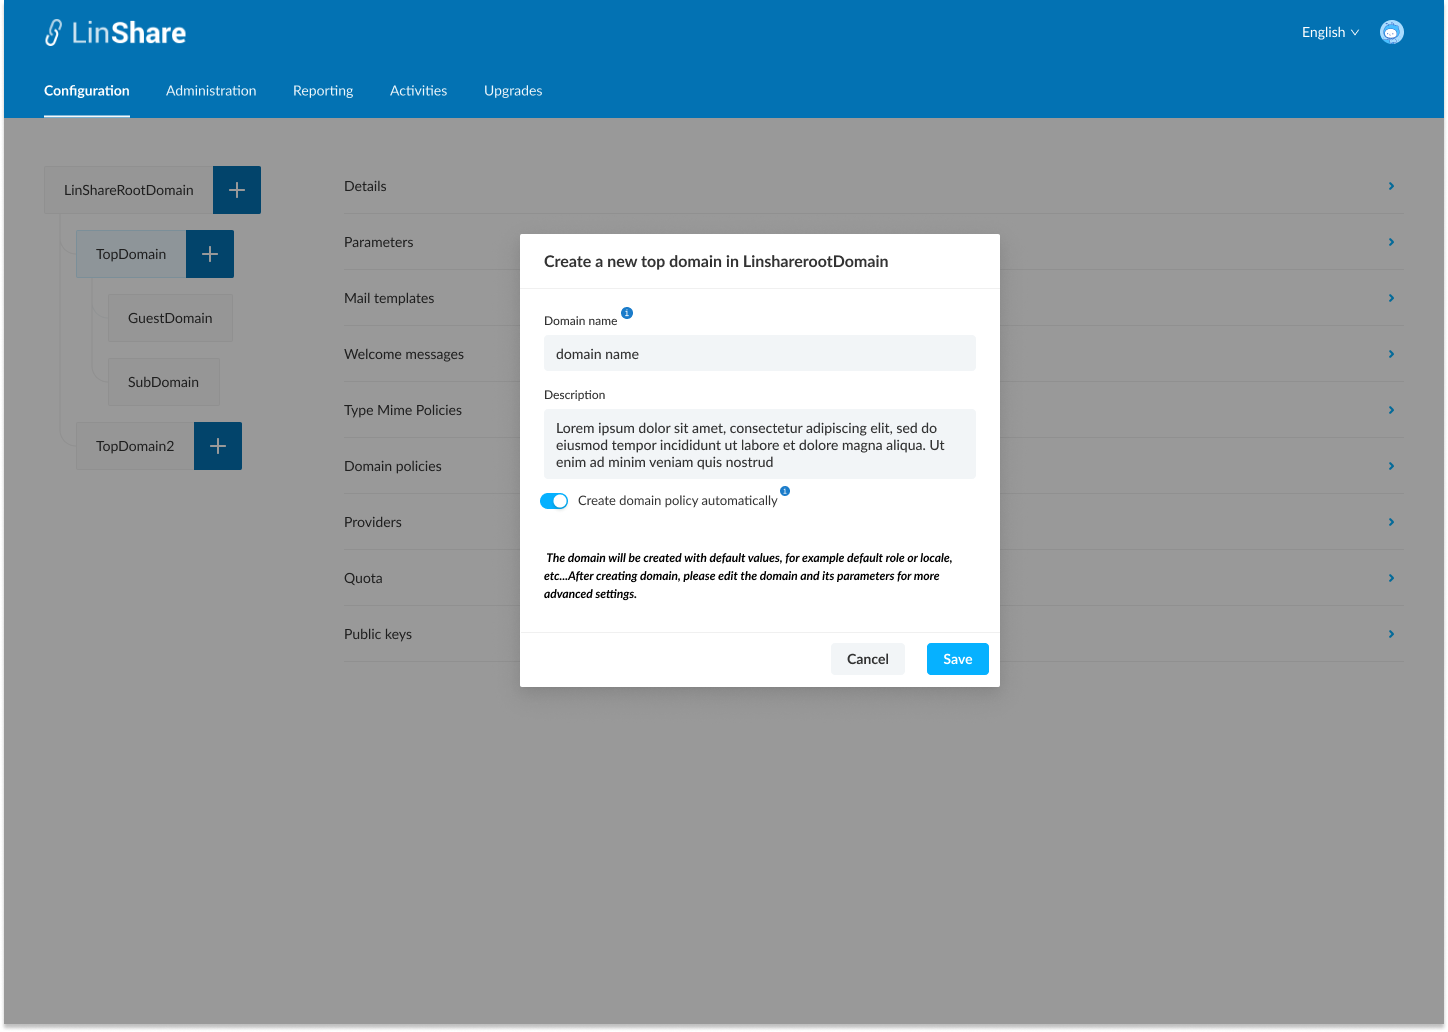 LinShare
English
Configuration
Administration
Reporting
Activities
Upgrades
LinShareRootDomain
TopDomain
GuestDomain
SubDomain
TopDomain2
Details
Parameters
Mail templates
Welcome messages
Type Mime Policies
Domain policies
Providers
Quota
Public keys
Create a new top domain in LinsharerootDomain
Domain name
domain name
Description
Lorem ipsum dolor sit amet, consectetur adipiscing elit, sed do
eiusmod tempor incididunt ut labore et dolore magna aliqua. Ut
enim ad minim veniam quis nostrud
Create domain policy automatically
The domain will be created with default values, for example default role or locale,
etc...After creating domain, please edit the domain and its parameters for more
advanced settings.
Cancel
Save